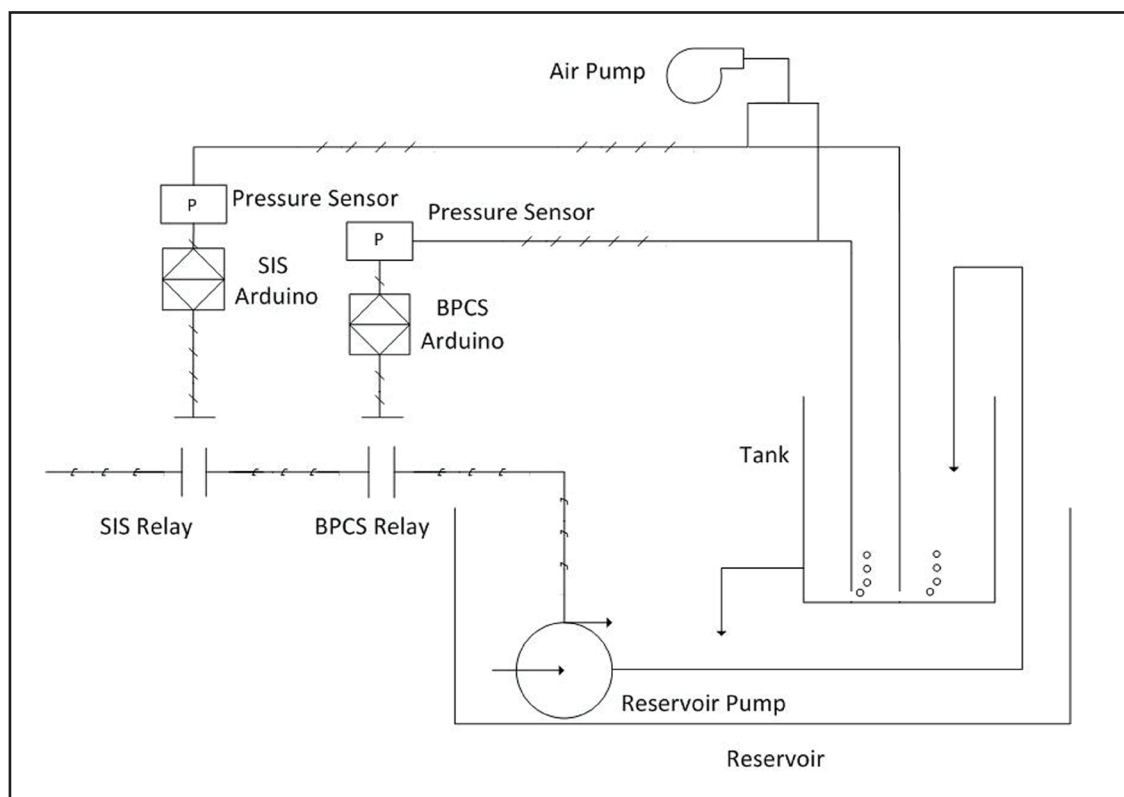 Air Pump
P
Pressure Sensor
Pressure Sensor
P
SIS
Arduino
BPCS
Arduino
Tank
SIS Relay
BPCS Relay
Reservoir Pump
Reservoir